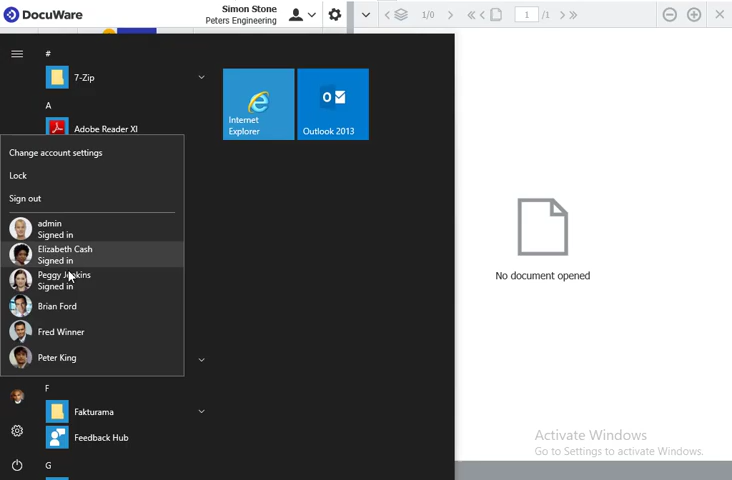 DocuWare
Simon Stone
Peters Engineering
1/0
1 /1
#
7-Zip
A
Adobe Reader XI
Internet
Explorer
Outlook 2013
Change account settings
Lock
Sign out
admin
Signed in
Elizabeth Cash
Signed in
Peggy Jenkins
Signed in
Brian Ford
Fred Winner
Peter King
No document opened
F
Fakturama
Feedback Hub
G
Activate Windows
Go to Settings to activate Windows.